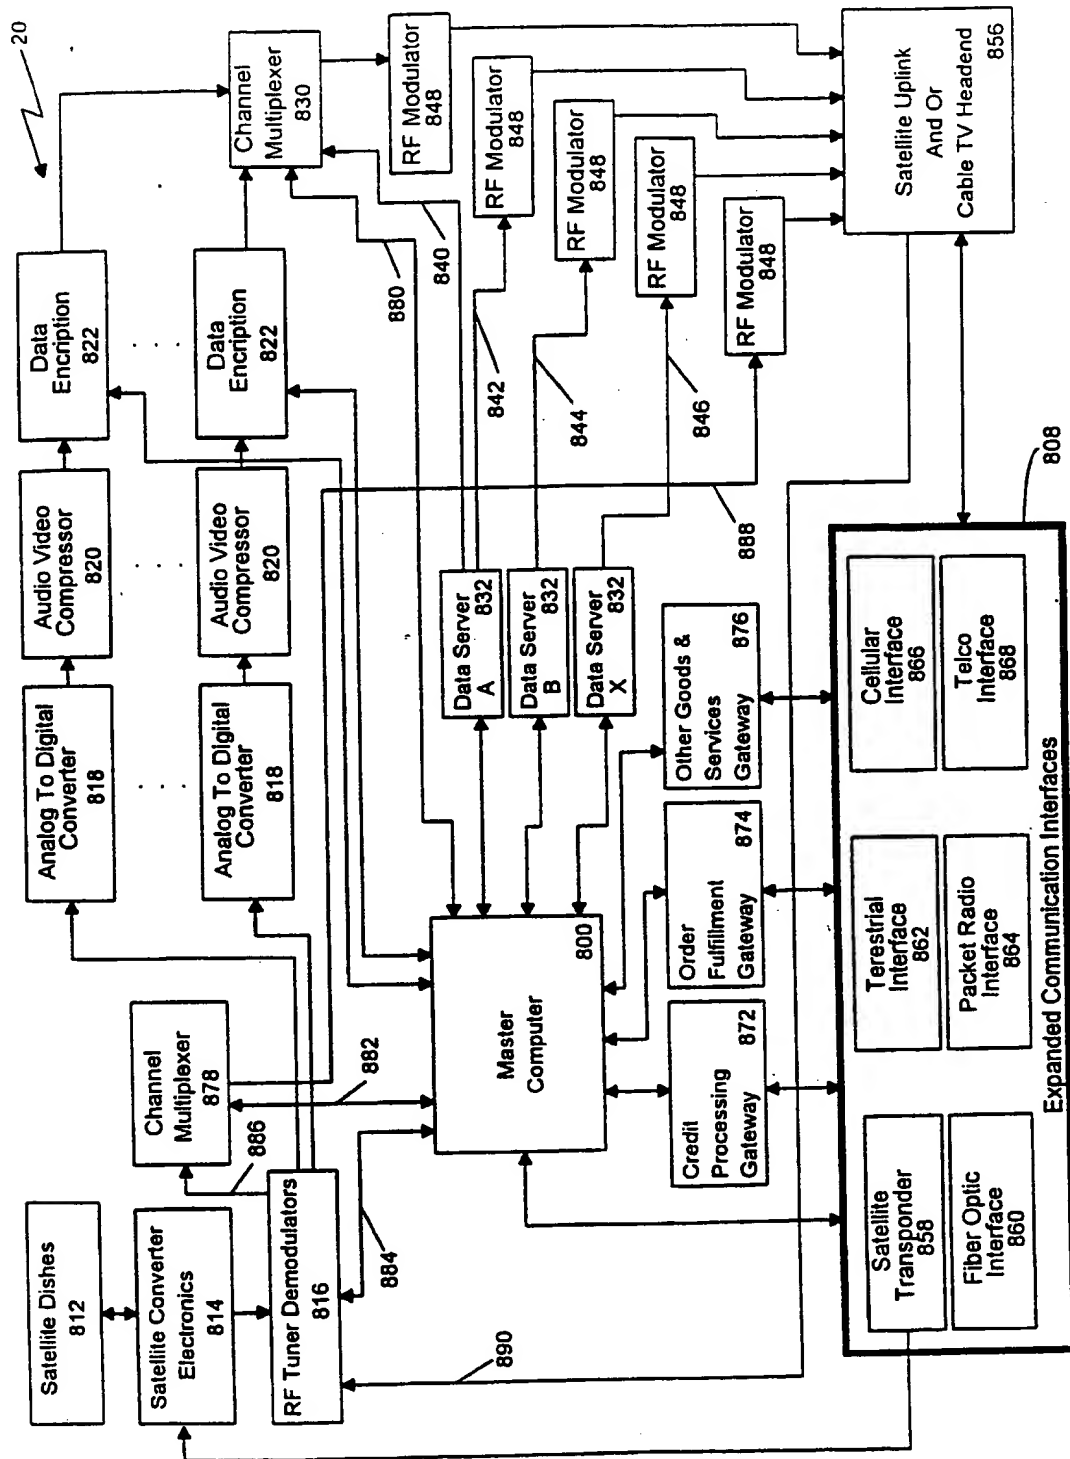 20
Satellite Dishes
812
Satellite Converter
Electronics
814
RF Tuner Demodulators
816
Channel
Multiplexer
878
886
882
884
890
Analog To Digital
Converter
818
Audio Video
Compressor
820
Data
Encription
822
. . .
. . .
. . .
Analog To Digital
Converter
818
Audio Video
Compressor
820
Data
Encription
822
Channel
Multiplexer
830
880
840
842
844
846
888
RF Modulator
848
RF Modulator
848
RF Modulator
848
RF Modulator
848
RF Modulator
848
Master
Computer
800
Data Server
A
832
Data Server
B
832
Data Server
X
832
Credit
Processing
Gateway
872
Order
Fulfillment
Gateway
874
Other Goods &
Services
Gateway
876
Satellite Uplink
And Or
Cable TV Headend
856
808
Satellite
Transponder
858
Terestrial
Interface
862
Cellular
Interface
866
Fiber Optic
Interface
860
Packet Radio
Interface
864
Telco
Interface
868
Expanded Communication Interfaces